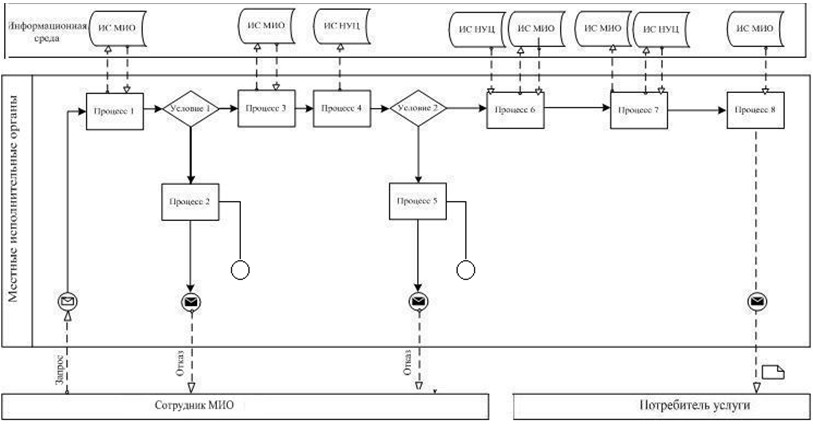 Информационная
среда
ИС МИО
ИС МИО
ИС НУЦ
ИС НУЦ
ИС МИО
ИС МИО
ИС НУЦ
ИС МИО
Местные исполнительные органы
Процесс 1
Условие 1
Процесс 3
Процесс 4
Условие 2
Процесс 6
Процесс 7
Процесс 8
Процесс 2
Процесс 5
Запрос
Отказ
Отказ
Сотрудник МИО
Потребитель услуги